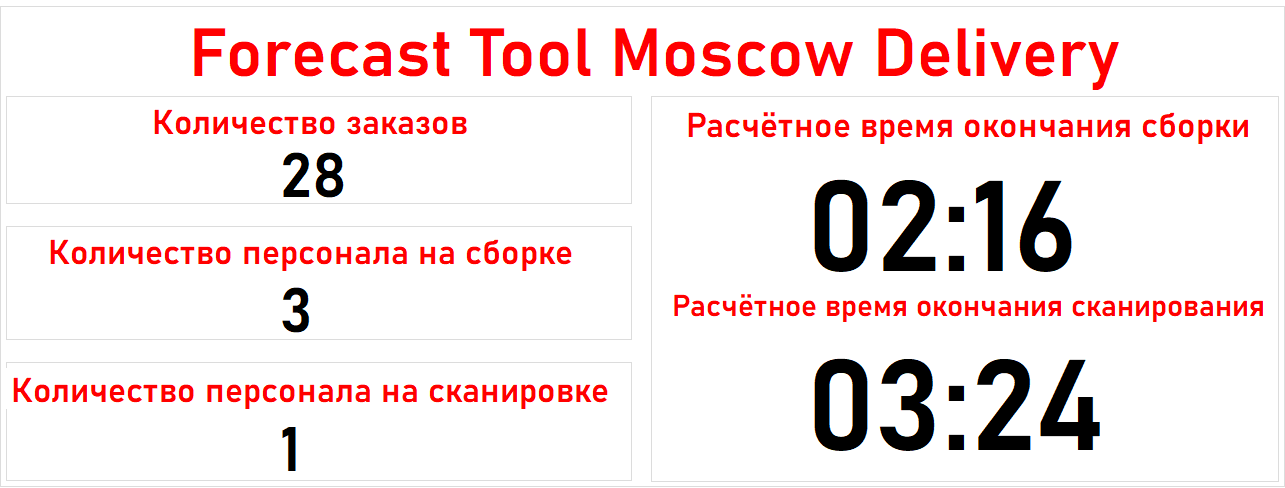 Forecast Tool Moscow Delivery
Количество заказов
28
Количество персонала на сборке
3
Количество персонала на сканировке
1
Расчётное время окончания сборки
02:16
Расчётное время окончания сканирования
03:24